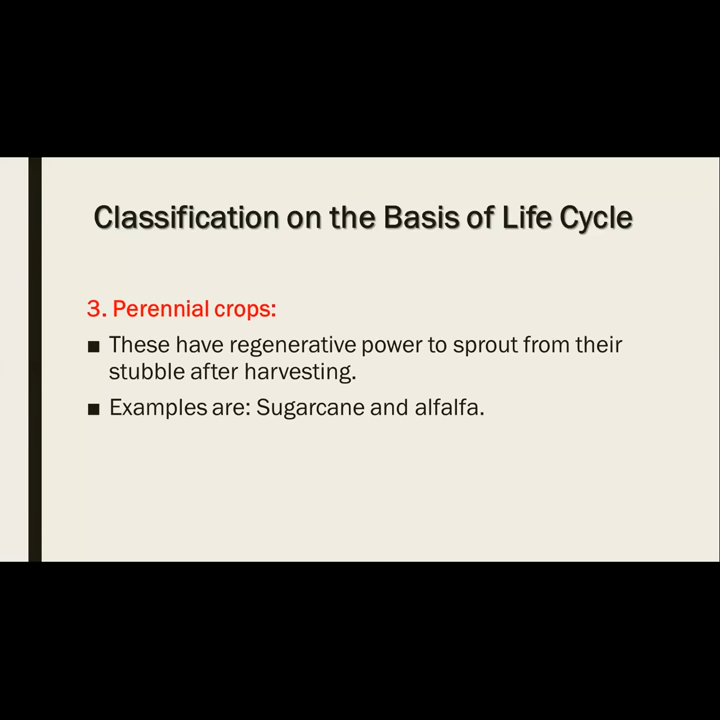 Classification on the Basis of Life Cycle
3. Perennial crops:
■ These have regenerative power to sprout from their
stubble after harvesting.
■ Examples are: Sugarcane and alfalfa.